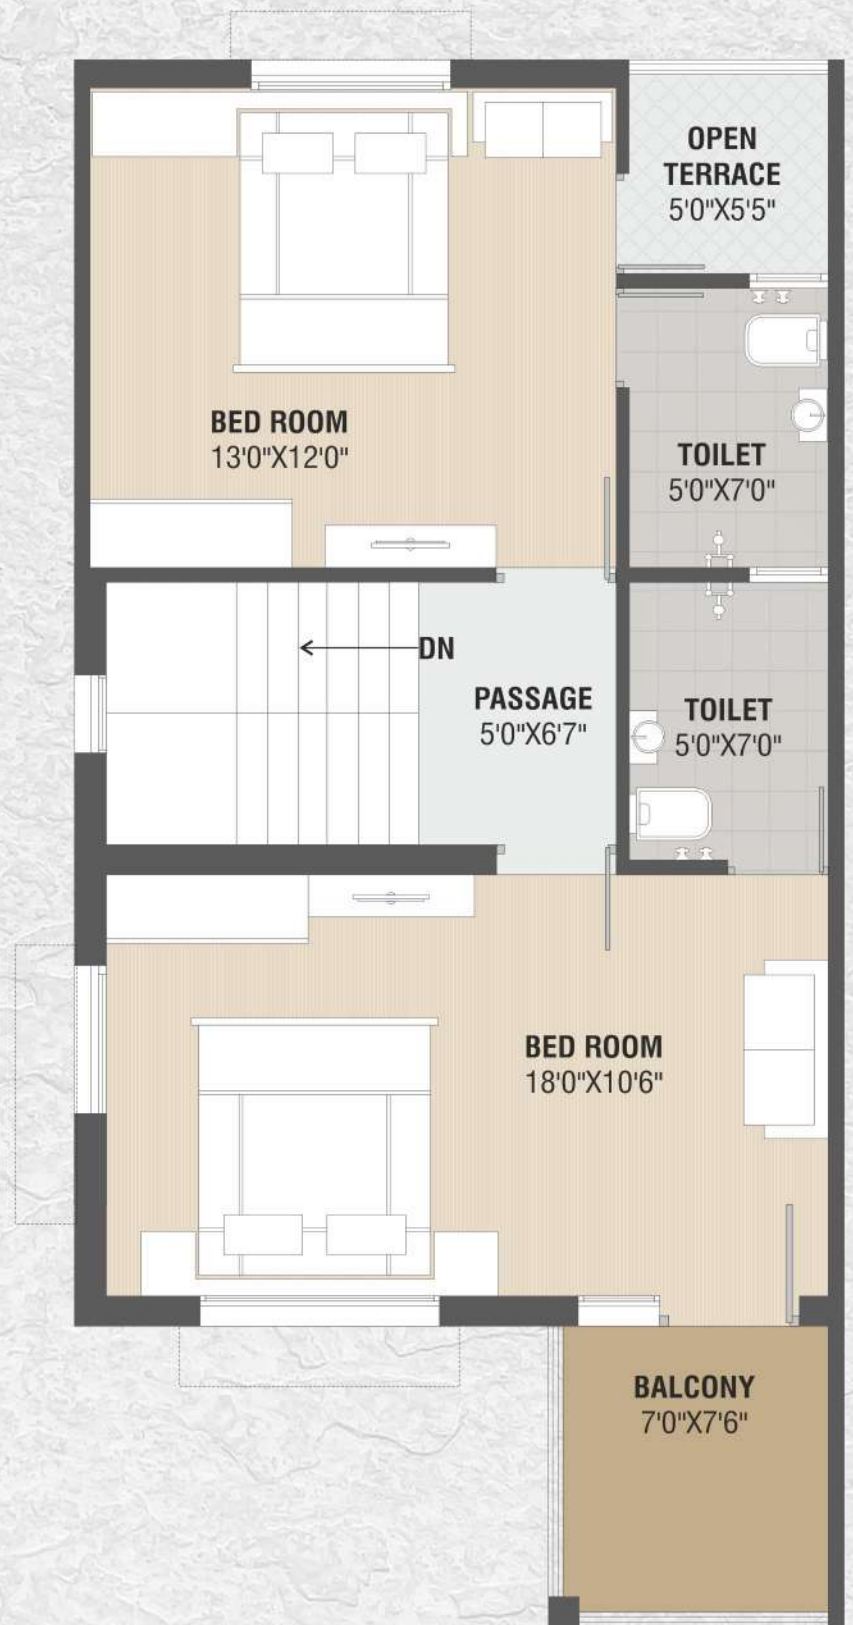 OPEN
TERRACE
5'0"X5'5"
BED ROOM
13'0"X12'0"
TOILET
5'0"X7'0"
DN
PASSAGE
5'0"X6'7"
TOILET
5'0"X7'0"
BED ROOM
18'0"X10'6"
BALCONY
7'0"X7'6"